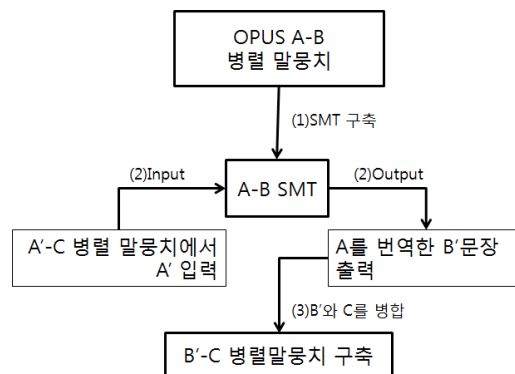 OPUS A-B
병렬 말뭉치
(1)SMT 구축
(2)Input
A-B SMT
(2)Output
A′-C 병렬 말뭉치에서
A′ 입력
A를 번역한 B′문장
출력
(3)B′와 C를 병합
B′-C 병렬말뭉치 구축